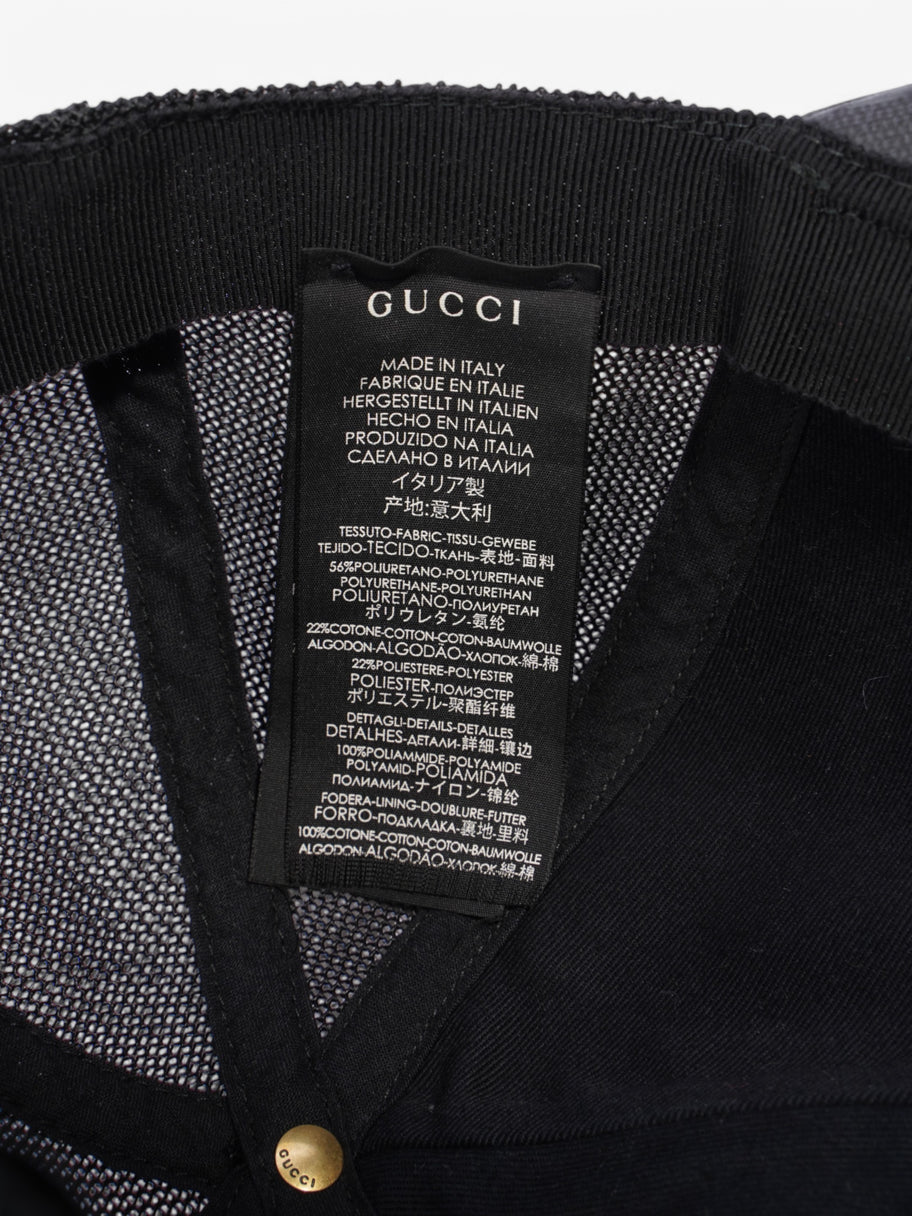 GUCCI
MADE IN ITALY
FABRIQUE EN ITALIE
HERGESTELLT IN ITALIEN
HECHO EN ITALIA
PRODUZIDO NA ITALIA
СДЕЛАНО В ИТАЛИИ
イタリア製
产地:意大利
TESSUTO-FABRIC-TISSU-GEWEBE
TEJIDO-TECIDO-ТКАНЬ-表地-面料
56%POLIURETANO-POLYURETHANE
POLYURETHANE-POLYURETHAN
POLIURETANO-ПОЛИУРЕТАН
ポリウレタン-氨纶
22%COTONE-COTTON-COTON-BAUMWOLLE
ALGODON-ALGODÃO-ХЛОПОК-綿-棉
22%POLIESTERE-POLYESTER
POLIESTER-ПОЛИЭСТЕР
ポリエステル-聚酯纤维
DETTAGLI-DETAILS-DETALLES
DETALHES-ДЕТАЛИ-詳細-镶边
100%POLIAMMIDE-POLYAMIDE
POLYAMID-POLIAMIDA
ПОЛИАМИД-ナイロン-锦纶
FODERA-LINING-DOUBLURE-FUTTER
FORRO-ПОДКЛАДКА-裏地-里料
100%COTONE-COTTON-COTON-BAUMWOLLE
ALGODON-ALGODÃO-ХЛОПОК-綿-棉
GUCCI